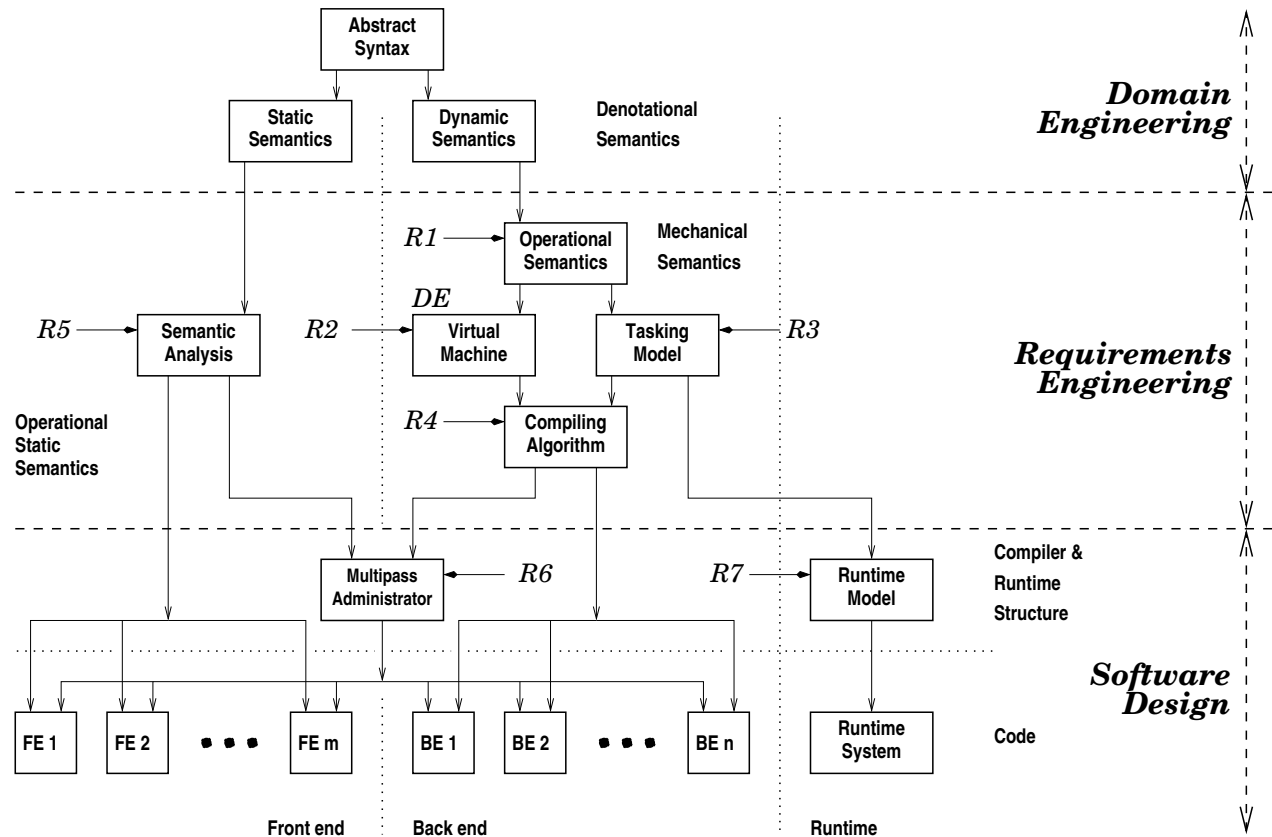 Abstract
Syntax
Static
Semantics
Dynamic
Semantics
Denotational
Semantics
Domain
Engineering
R1
Operational
Semantics
Mechanical
Semantics
DE
R5
Semantic
Analysis
R2
Virtual
Machine
Tasking
Model
R3
Requirements
Engineering
Operational
Static
Semantics
R4
Compiling
Algorithm
Multipass
Administrator
R6
R7
Runtime
Model
Compiler &
Runtime
Structure
Software
Design
FE 1
FE 2
FE m
BE 1
BE 2
BE n
Runtime
System
Code
Front end
Back end
Runtime